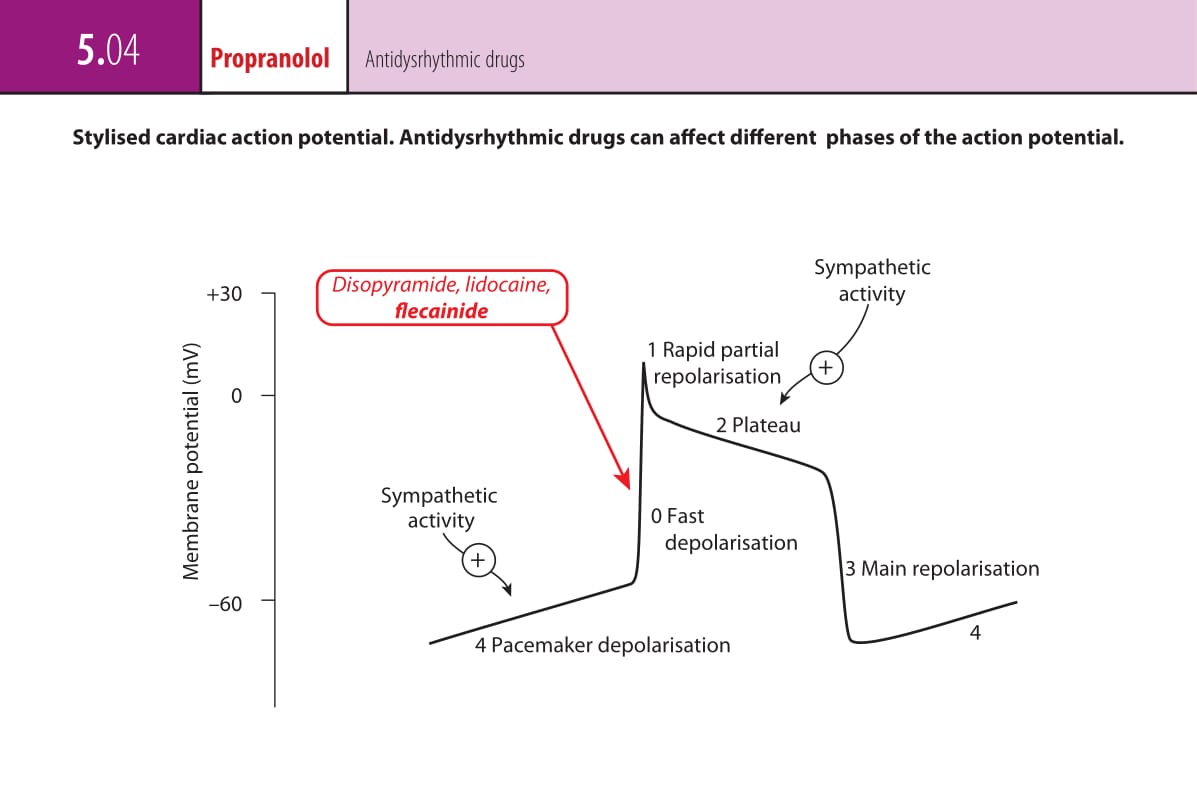 5.04
Propranolol
Antidysrhythmic drugs
Stylised cardiac action potential. Antidysrhythmic drugs can affect different phases of the action potential.
Membrane potential (mV)
+30
0
–60
Disopyramide, lidocaine,
flecainide
Sympathetic
activity
+
1 Rapid partial
repolarisation
2 Plateau
Sympathetic
activity
+
0 Fast
depolarisation
3 Main repolarisation
4 Pacemaker depolarisation
4